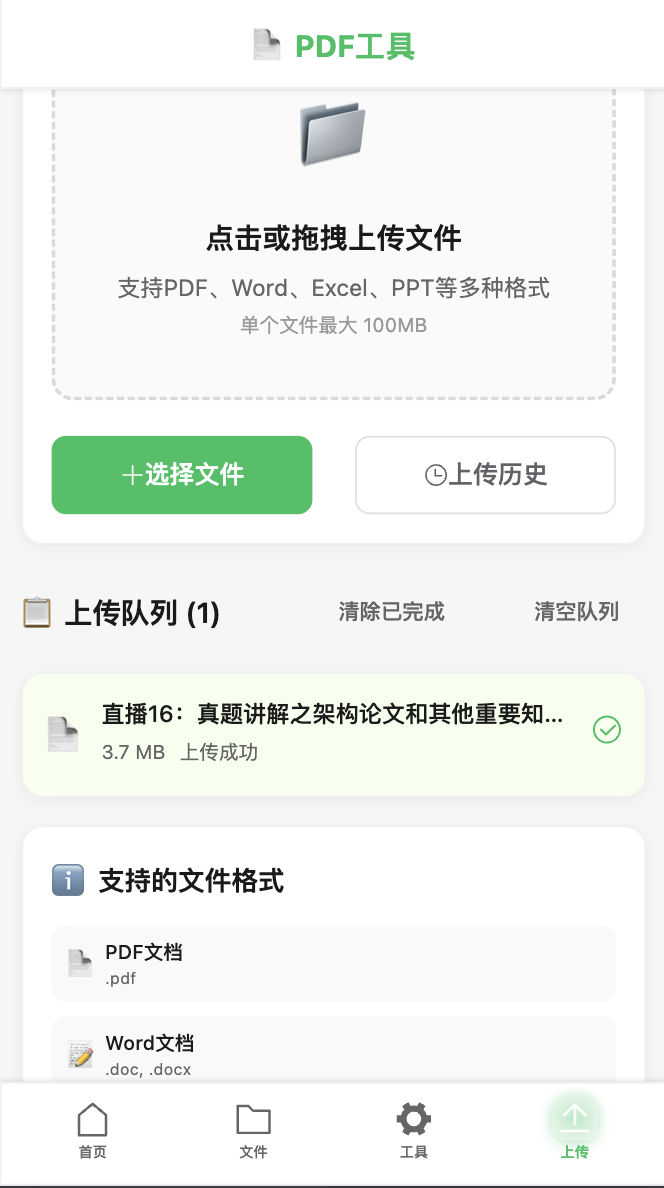 PDF工具
点击或拖拽上传文件
支持PDF、Word、Excel、PPT等多种格式
单个文件最大 100MB
+选择文件
上传历史
上传队列 (1)
清除已完成
清空队列
直播16：真题讲解之架构论文和其他重要知...
3.7 MB 上传成功
支持的文件格式
PDF文档
.pdf
Word文档
.doc, .docx
首页
文件
工具
上传